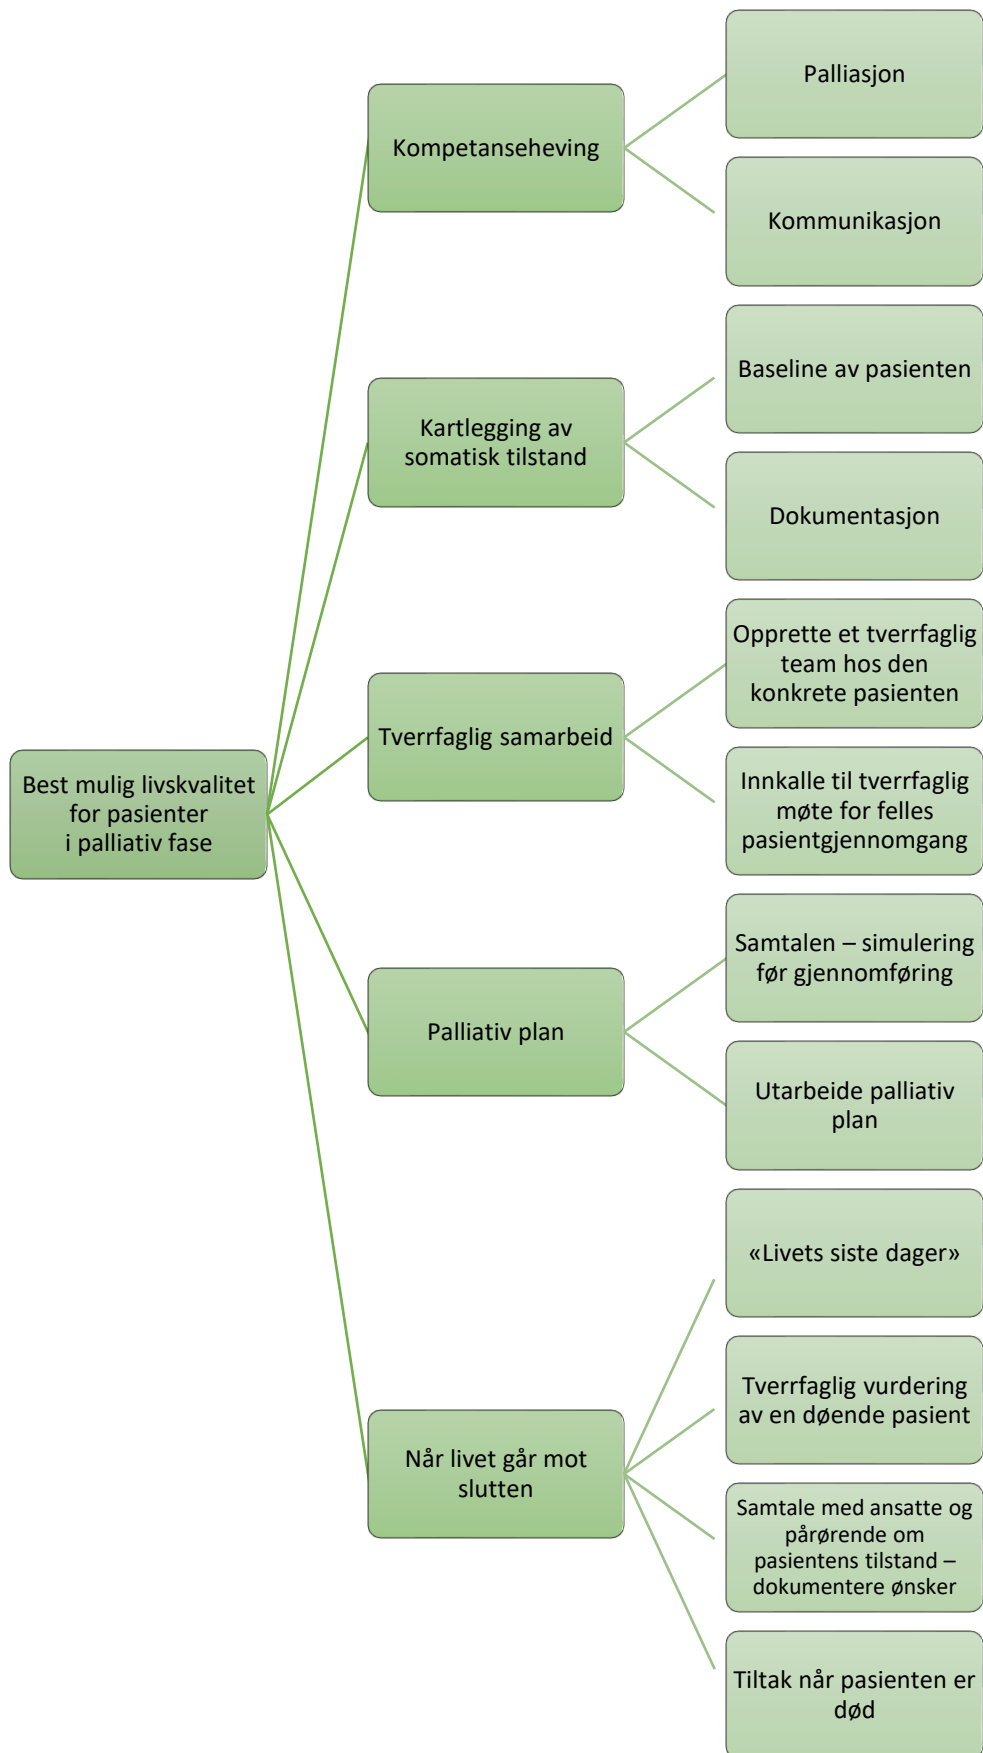 Best mulig livskvalitet
for pasienter
i palliativ fase
Kompetanseheving
Palliasjon
Kommunikasjon
Kartlegging av
somatisk tilstand
Baseline av pasienten
Dokumentasjon
Tverrfaglig samarbeid
Opprette et tverrfaglig
team hos den
konkrete pasienten
Innkalle til tverrfaglig
møte for felles
pasientgjennomgang
Palliativ plan
Samtalen – simulering
før gjennomføring
Utarbeide palliativ
plan
Når livet går mot
slutten
«Livets siste dager»
Tverrfaglig vurdering
av en døende pasient
Samtale med ansatte og
pårørende om
pasientens tilstand –
dokumentere ønsker
Tiltak når pasienten er
død